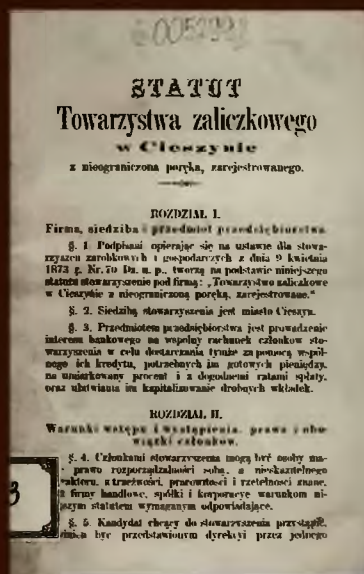 STATUT
Towarzystwa zaliczkowego
w Cieszynie
z nieograniczona poręką, zarejestrowanego.
ROZDZIAŁ I.
Firma, siedziba i przedmiot przedsiębiorstwa
§. 1 Podpisani opierając się na ustawie dla stowa-
rzyszeń zarobkowych i gospodarczych z dnia 9 kwietnia
1873 r. Nr. 70 Dz. u. p., tworzą na podstawie niniejszego
statutu stowarzyszenie pod firmą: „Towarzystwo zaliczkowe
w Cieszynie z nieograniczoną poręką, zarejestrowane."
§. 2. Siedzibą stowarzyszenia jest miasto Cieszyn.
§. 3. Przedmiotem przedsiębiorstwa jest prowadzenie
interesu bankowego na wspólny rachunek członków sto-
warzyszenia w celu dostarczania tymże za pomocą wspól-
nego ich kredytu, potrzebnych im gotowych pieniędzy,
na umiarkowany procent i z dogodnemi ratami spłaty,
oraz ułatwiania im kapitalizowanie drobnych wkładek.
ROZDZIAŁ II.
Warunki wstępu i wystąpienia, prawa i obo-
wiązki członków.
§. 4. Członkami stowarzyszenia mogą być osoby ma-
prawo rozporządzalności sobą, a nieskazitelnego
rakteru, z trzeźwości, pracowitości i rzetelności znane,
firmy handlowe, spółki i korporacye warunkom ni-
jszym statutem wymaganym odpowiadające.
§. 5. Kandydat chcący do stowarzyszenia przystąpić,
być przedstawionym dyrekcyi przez jednego
3